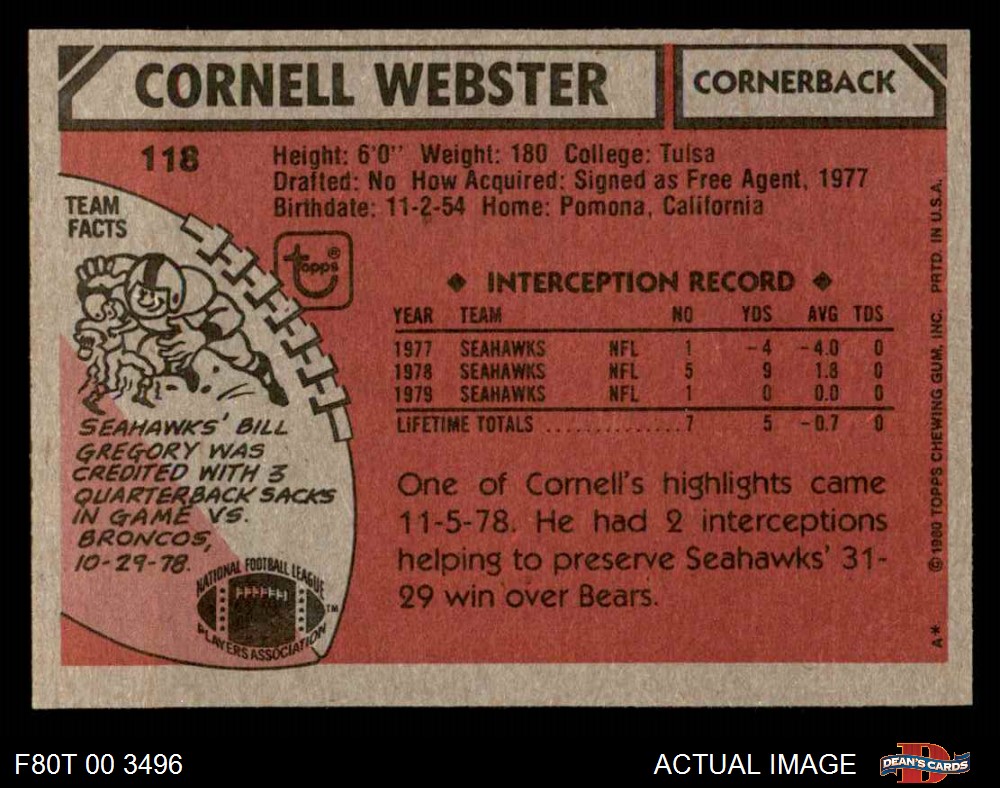 CORNELL WEBSTER
CORNERBACK
118
Height: 6'0" Weight: 180 College: Tulsa
Drafted: No How Acquired: Signed as Free Agent, 1977
Birthdate: 11-2-54 Home: Pomona, California
TEAM
FACTS
topps®
INTERCEPTION RECORD
YEAR TEAM NO YDS AVG TDS
1977 SEAHAWKS NFL 1 -4 -4.0 0
1978 SEAHAWKS NFL 5 9 1.8 0
1979 SEAHAWKS NFL 1 0 0.0 0
LIFETIME TOTALS .............. 7 5 -0.7 0
SEAHAWKS' BILL
GREGORY WAS
CREDITED WITH 3
QUARTERBACK SACKS
IN GAME VS.
BRONCOS,
10-29-78.
One of Cornell's highlights came
11-5-78. He had 2 interceptions
helping to preserve Seahawks' 31-
29 win over Bears.
NATIONAL FOOTBALL LEAGUE
PLAYERS ASSOCIATION
TM
A* © 1980 TOPPS CHEWING GUM, INC. PRTD. IN U.S.A.
F80T 00 3496
ACTUAL IMAGE
D
DEAN'S CARDS